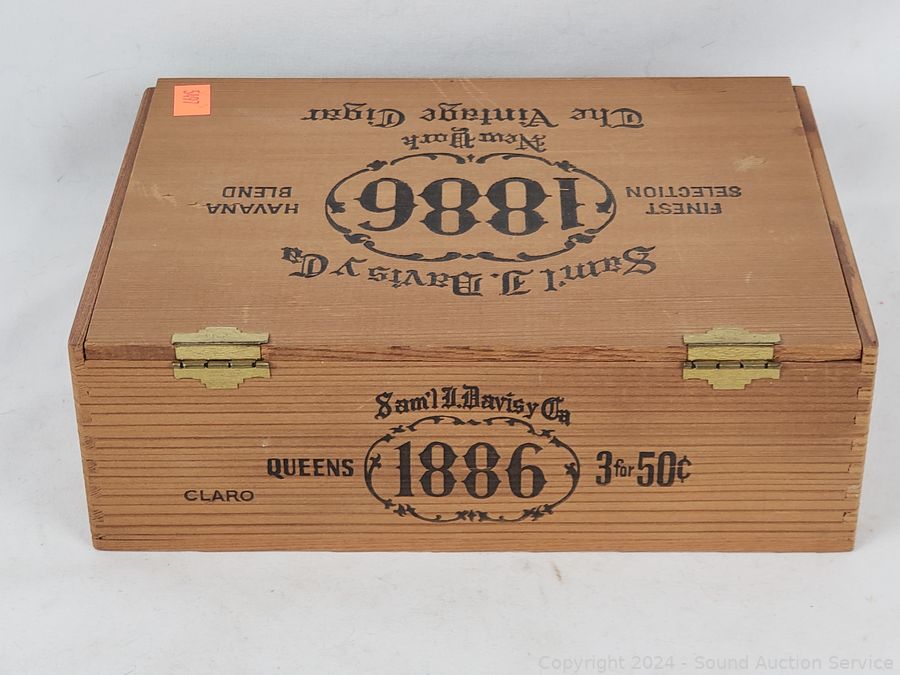 Sam'l I. Davis y Ca
FINEST
SELECTION
1886
HAVANA
BLEND
New York
The Vintage Cigar
Sam'l I. Davis y Ca
QUEENS 1886 3 for 50¢
CLARO
Copyright © 2024 - Sound Auction Service